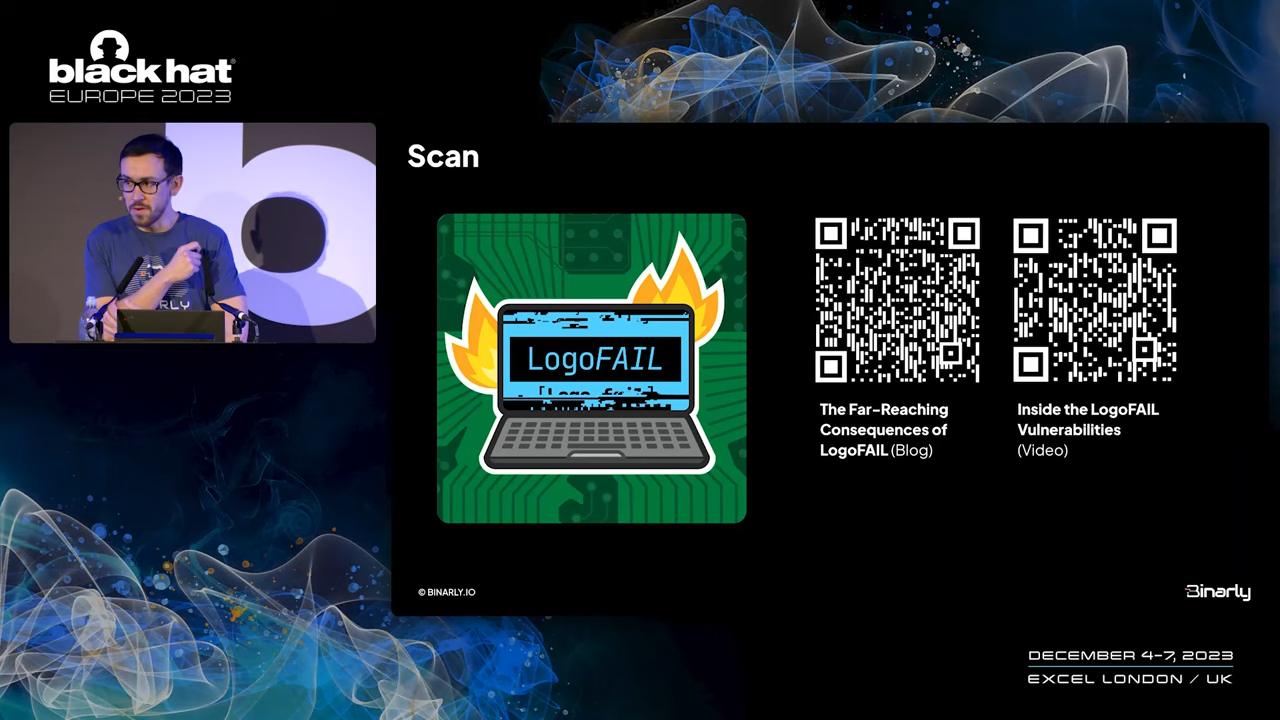 black hat
EUROPE 2023
Scan
LogoFAIL
The Far-Reaching
Consequences of
LogoFAIL (Blog)
Inside the LogoFAIL
Vulnerabilities
(Video)
© BINARLY.IO
Binarly
DECEMBER 4-7, 2023
EXCEL LONDON / UK